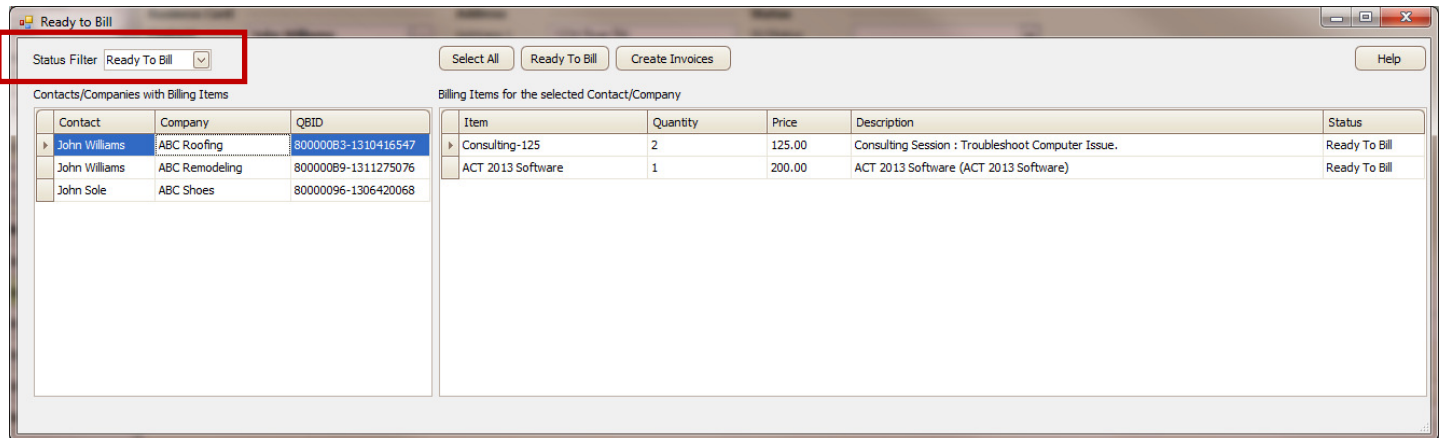 Ready to Bill
Status Filter Ready To Bill
Select All Ready To Bill Create Invoices Help
Contacts/Companies with Billing Items
Contact Company QBID
John Williams ABC Roofing 800000B3-1310416547
John Williams ABC Remodeling 800000B9-1311275076
John Sole ABC Shoes 80000096-1306420068
Billing Items for the selected Contact/Company
Item Quantity Price Description Status
Consulting-125 2 125.00 Consulting Session : Troubleshoot Computer Issue. Ready To Bill
ACT 2013 Software 1 200.00 ACT 2013 Software (ACT 2013 Software) Ready To Bill